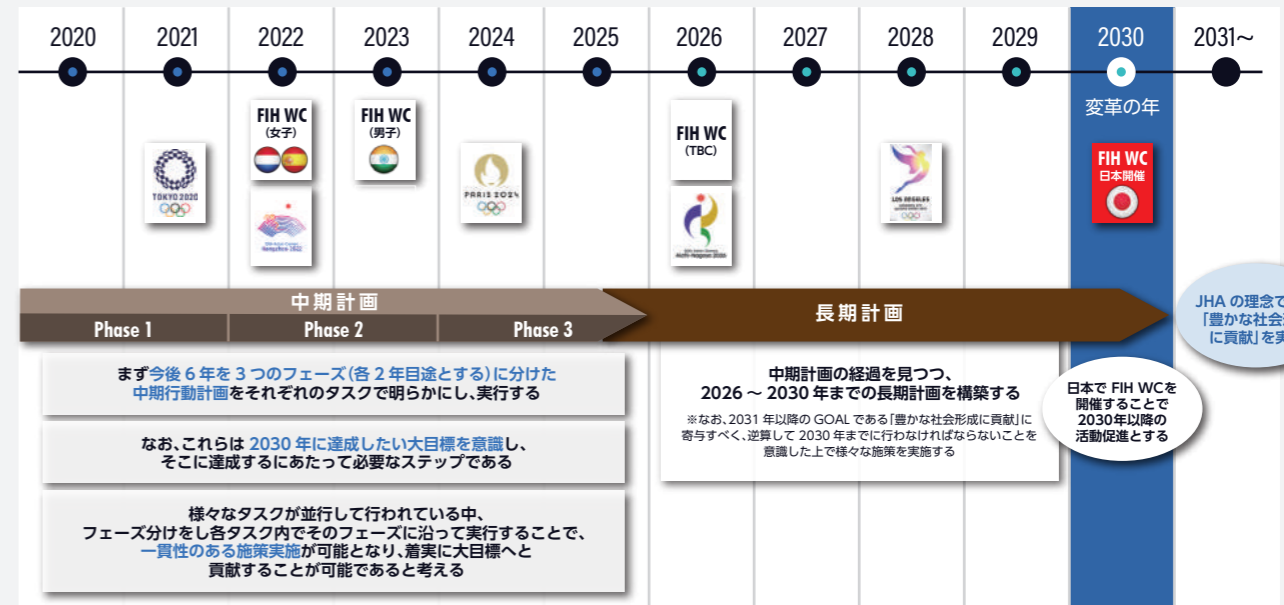 2020 2021 2022 2023 2024 2025 2026 2027 2028 2029 2030 2031～
変革の年
FIH WC
(女子)
FIH WC
(男子)
FIH WC
(TBC)
FIH WC
日本開催
TOKYO 2020
PARIS 2024
LOS ANGELES
Hangzhou 2022
Aichi-Nagoya 2026
中期計画
Phase 1 Phase 2 Phase 3
長期計画
JHA の理念で
「豊かな社会
に貢献」を実
まず今後 6 年を 3 つのフェーズ(各 2 年目途とする)に分けた
中期行動計画をそれぞれのタスクで明らかにし、実行する
なお、これらは 2030 年に達成したい大目標を意識し、
そこに達成するにあたって必要なステップである
様々なタスクが並行して行われている中、
フェーズ分けをし各タスク内でそのフェーズに沿って実行することで、
一貫性のある施策実施が可能となり、着実に大目標へと
貢献することが可能であると考える
中期計画の経過を見つつ、
2026 ～ 2030 年までの長期計画を構築する
※なお、2031 年以降の GOAL である「豊かな社会形成に貢献」に
寄与すべく、逆算して 2030 年までに行わなければならないことを
意識した上で様々な施策を実施する
日本で FIH WCを
開催することで
2030年以降の
活動促進とする